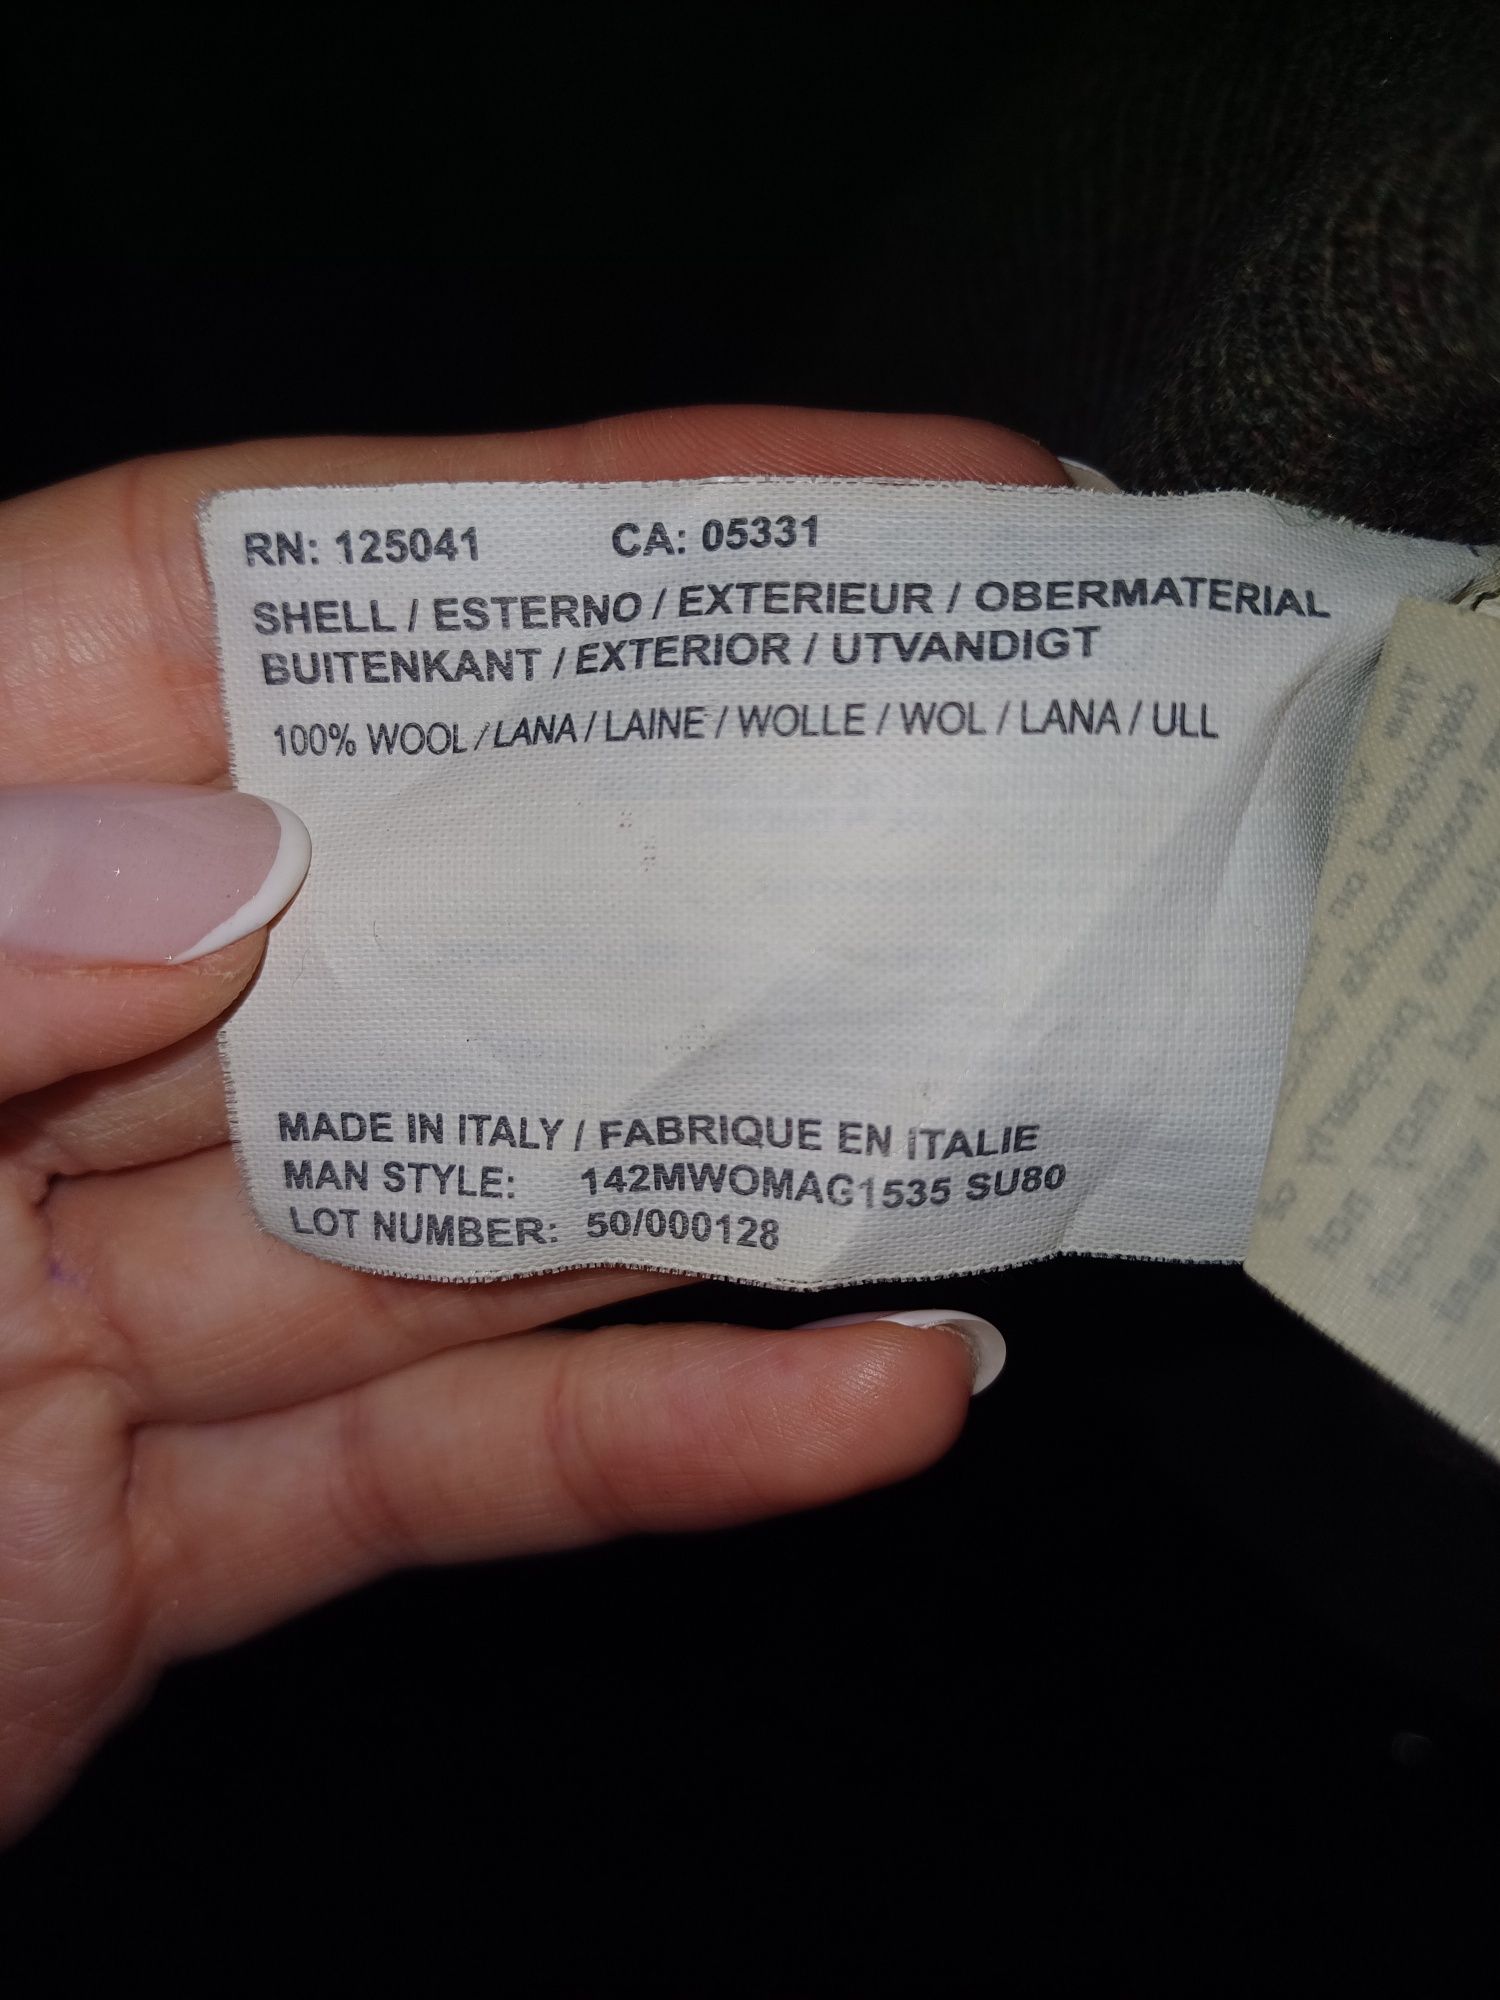 RN: 125041 CA: 05331
SHELL / ESTERNO / EXTERIEUR / OBERMATERIAL
BUITENKANT / EXTERIOR / UTVANDIGT
100% WOOL / LANA / LAINE / WOLLE / WOL / LANA / ULL
MADE IN ITALY / FABRIQUE EN ITALIE
MAN STYLE: 142MWOMAG1535 SU80
LOT NUMBER: 50/000128